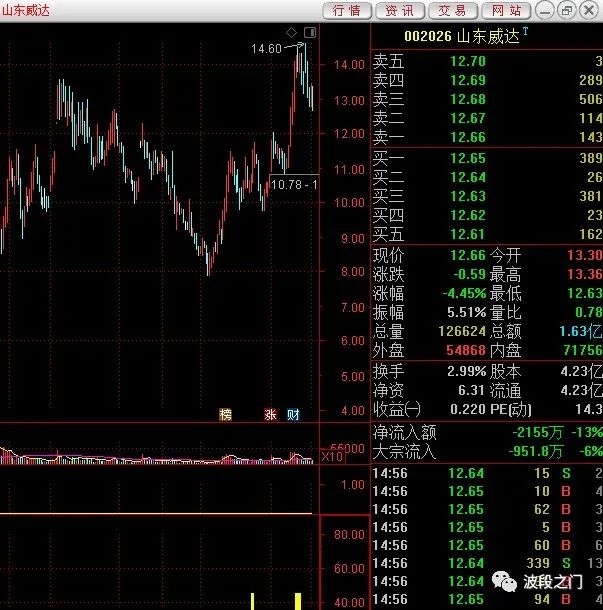 山东威达 行情 资讯 交易 网站
002026 山东威达 T
14.60
14.00
13.00
12.00
11.00
10.78 - 1
10.00
9.00
8.00
7.00
6.00
5.00
4.00
榜 涨 财
55000
X10
1.00
80.00
60.00
40.00
卖五 12.70 3
卖四 12.69 289
卖三 12.68 506
卖二 12.67 114
卖一 12.66 143
买一 12.65 389
买二 12.64 26
买三 12.63 381
买四 12.62 23
买五 12.61 162
现价 12.66 今开 13.30
涨跌 -0.59 最高 13.36
涨幅 -4.45% 最低 12.63
振幅 5.51% 量比 0.78
总量 126624 总额 1.63亿
外盘 54868 内盘 71756
换手 2.99% 股本 4.23亿
净资 6.31 流通 4.23亿
收益㈠ 0.220 PE(动) 14.3
净流入额 -2155万 -13%
大宗流入 -951.8万 -6%
14:56 12.64 15 S 2
14:56 12.65 10 B 4
14:56 12.65 62 B 3
14:56 12.65 5 B 3
14:56 12.65 60 B 6
14:56 12.64 339 S 13
14:56 12.65 B 3
14:56 12.65 94 B 4
波段之门